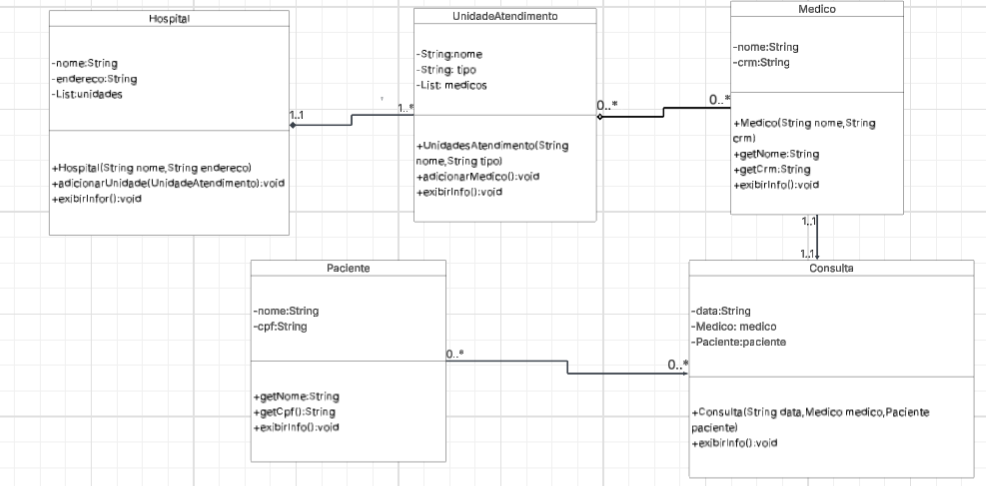 Hospital
-nome:String
-endereco:String
-List:unidades
+Hospital(String nome,String endereco)
+adicionarUnidade(UnidadeAtendimento):void
+exibirInfor():void
1..1
1..*
UnidadeAtendimento
-String:nome
-String: tipo
-List: medicos
+UnidadesAtendimento(String
nome,String tipo)
+adicionarMedico():void
+exibirInfo():void
0..*
0..*
Medico
-nome:String
-crm:String
+Medico(String nome,String
crm)
+getNome:String
+getCrm:String
+exibirInfo():void
1..1
1..1
Paciente
-nome:String
-cpf:String
+getNome:String
+getCpf():String
+exibirInfo():void
0..*
0..*
Consulta
-data:String
-Medico: medico
-Paciente:paciente
+Consulta(String data,Medico medico,Paciente
paciente)
+exibirInfo():void